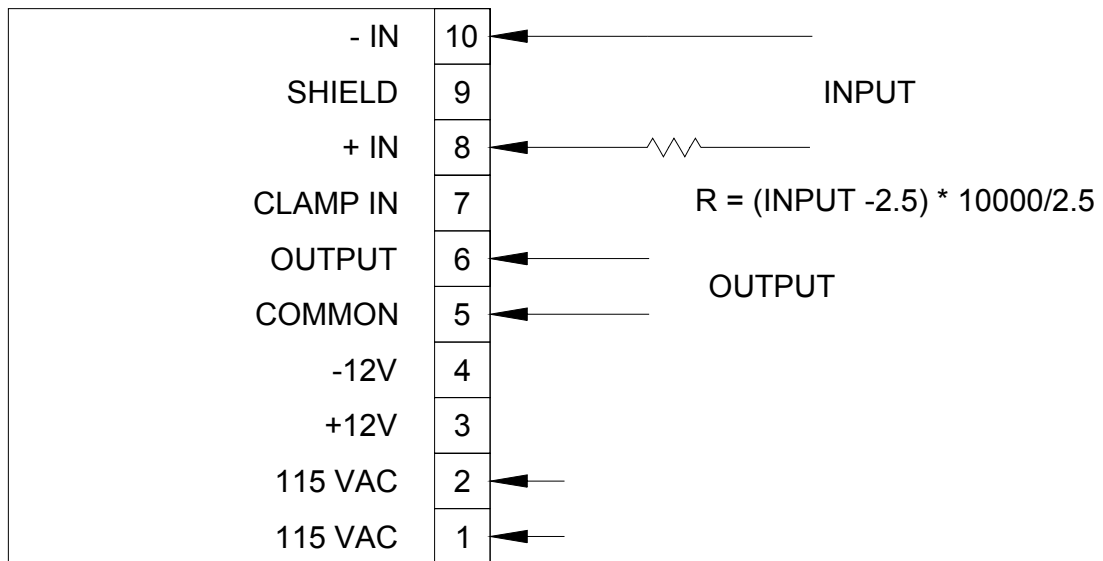 - IN 10
SHIELD 9 INPUT
+ IN 8
CLAMP IN 7 R = (INPUT -2.5) * 10000/2.5
OUTPUT 6
OUTPUT
COMMON 5
-12V 4
+12V 3
115 VAC 2
115 VAC 1